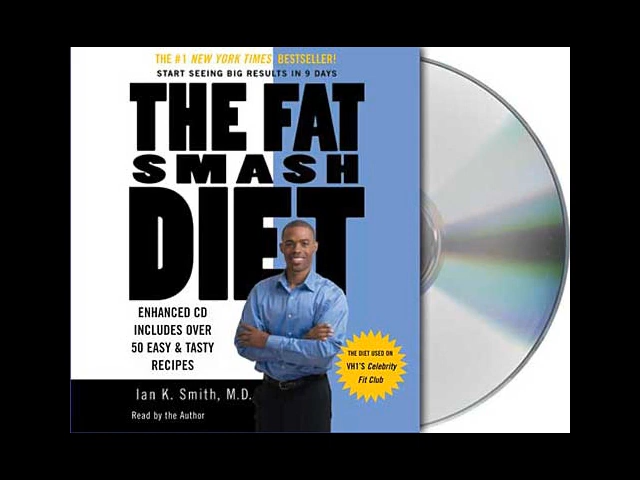 THE #1 NEW YORK TIMES BESTSELLER!
START SEEING BIG RESULTS IN 9 DAYS
THE FAT
SMASH
DIET
ENHANCED CD
INCLUDES OVER
50 EASY & TASTY
RECIPES
THE DIET USED ON
VH1'S Celebrity
Fit Club
Ian K. Smith, M.D.
Read by the Author